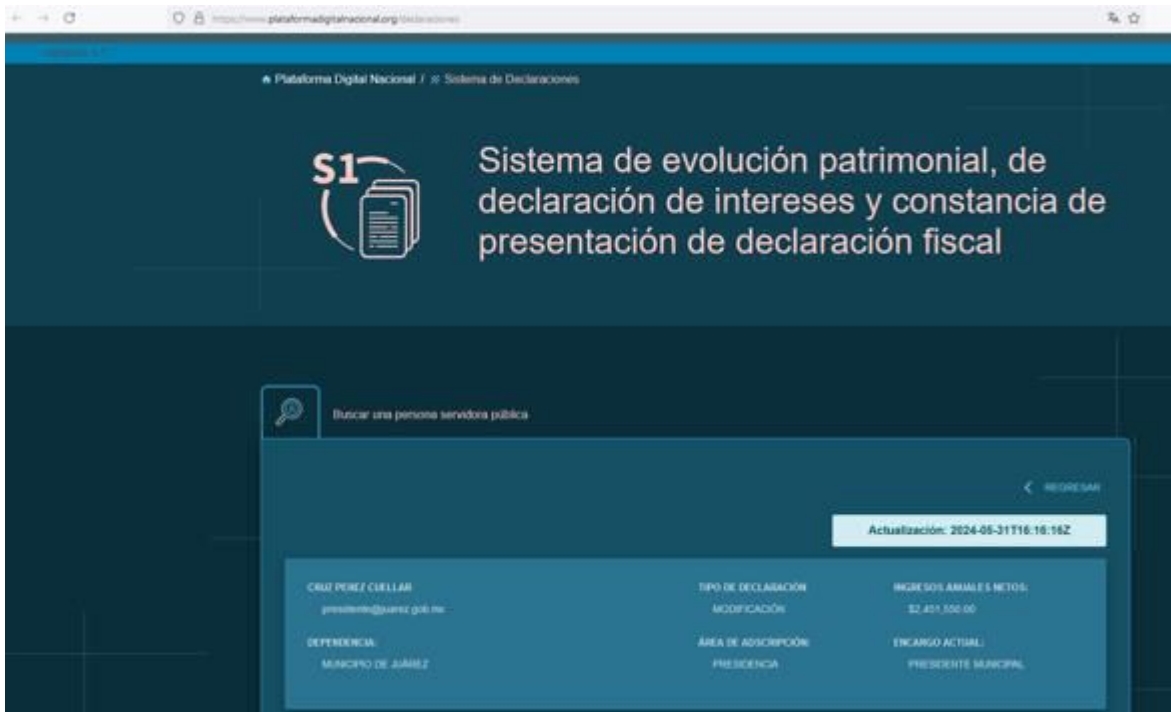 https://www.plataformadigitalnacional.org/declaraciones
Plataforma Digital Nacional / Sistema de Declaraciones
S1
Sistema de evolución patrimonial, de
declaración de intereses y constancia de
presentación de declaración fiscal
Buscar una persona servidora pública
REGRESAR
Actualización: 2024-05-31T16:16:16Z
CRUZ PEREZ CUELLAR TIPO DE DECLARACIÓN INGRESOS ANUALES NETOS:
presidente@juarez.gob.mx MODIFICACIÓN $2,451,550.00
DEPENDENCIA: ÁREA DE ADSCRIPCIÓN: ENCARGO ACTUAL:
MUNICIPIO DE JUÁREZ PRESIDENCIA PRESIDENTE MUNICIPAL